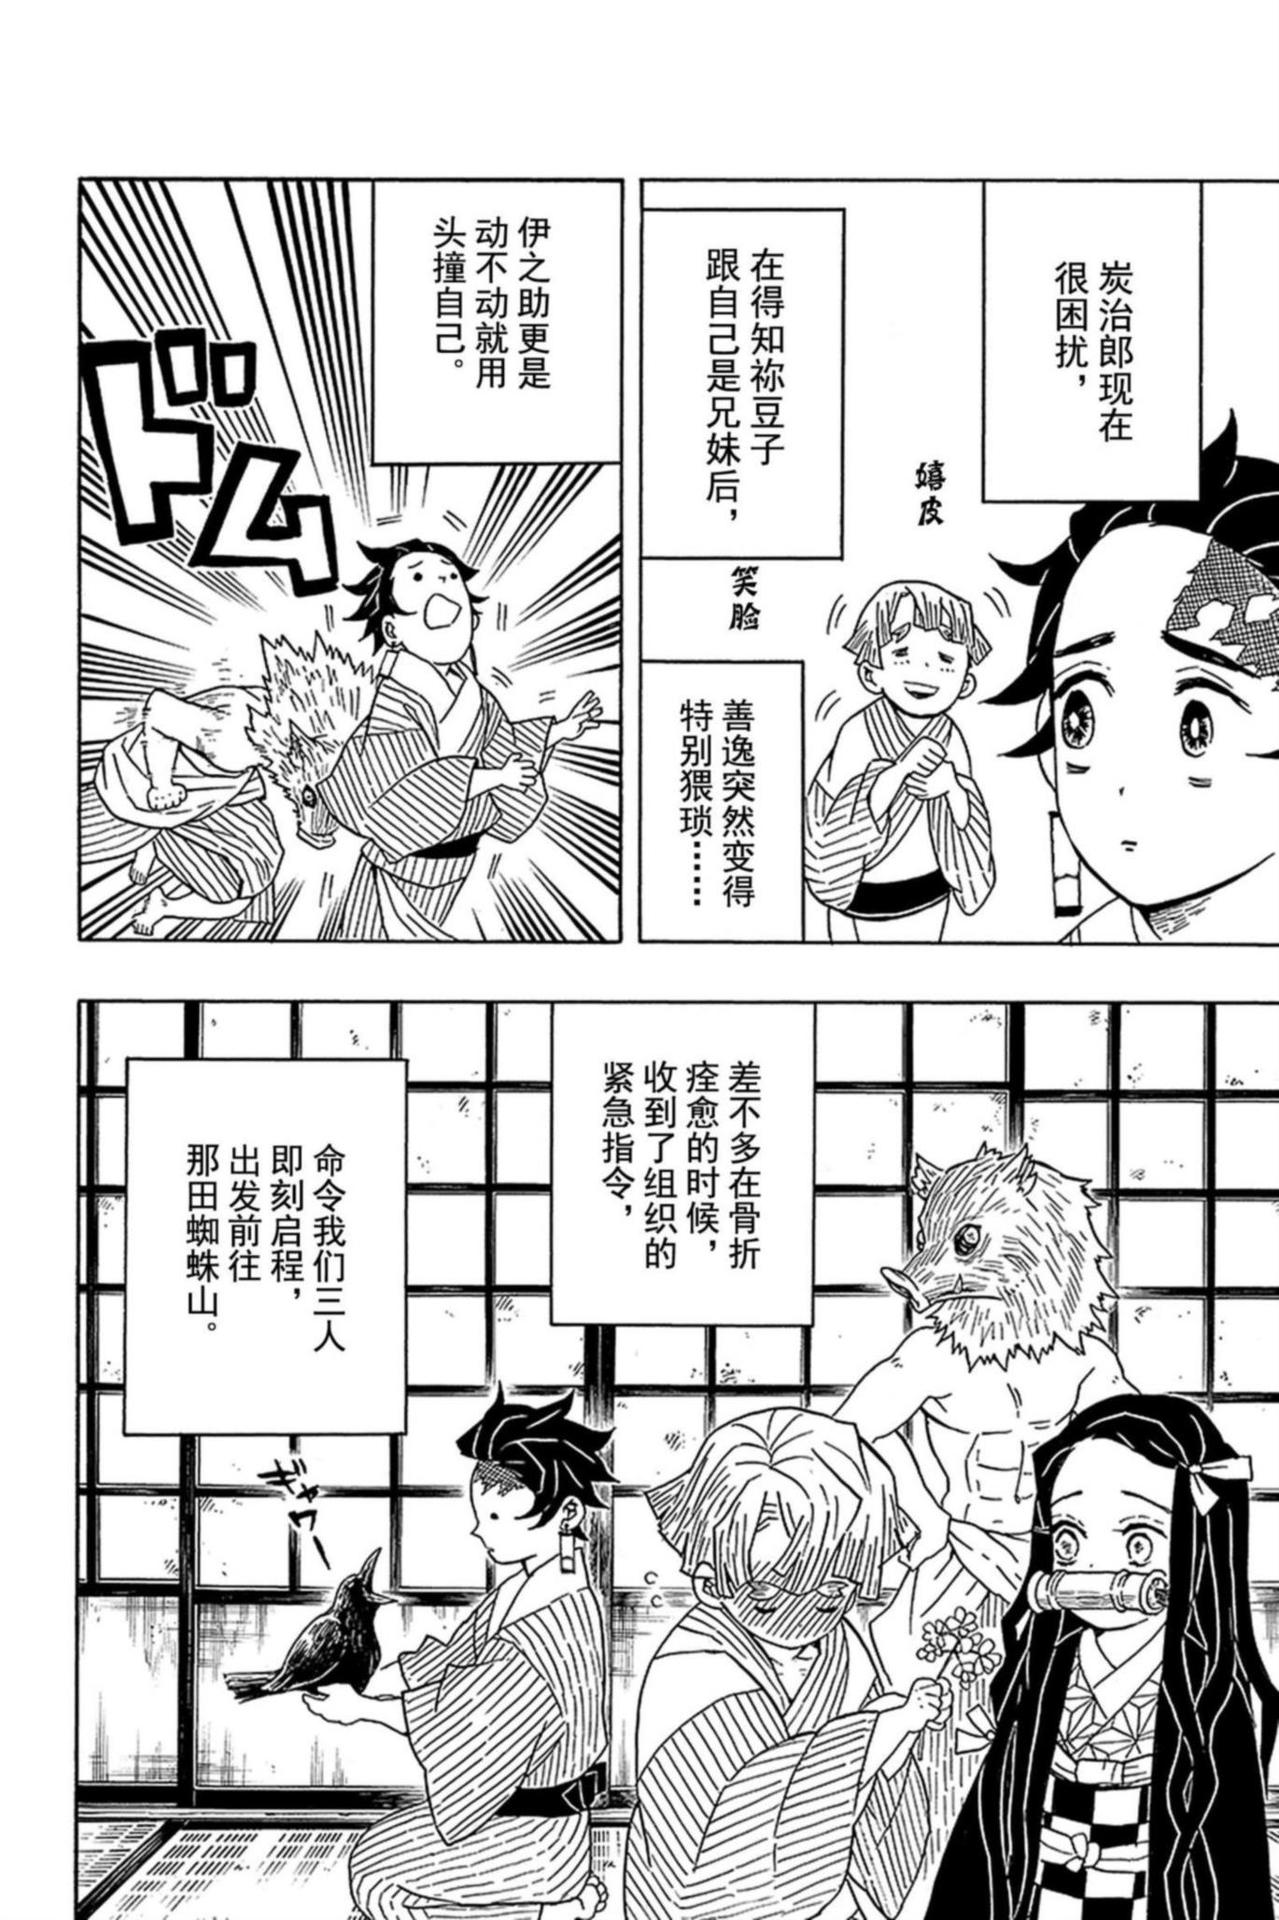 炭治郎现在
很困扰，
在得知祢豆子
跟自己是兄妹后，
嬉皮
笑脸
善逸突然变得
特别猥琐……
伊之助更是
动不动就用
头撞自己。
ドム
差不多在骨折
痊愈的时候，
收到了组织的
紧急指令，
命令我们三人
即刻启程，
出发前往
那田蜘蛛山。
ギャワー